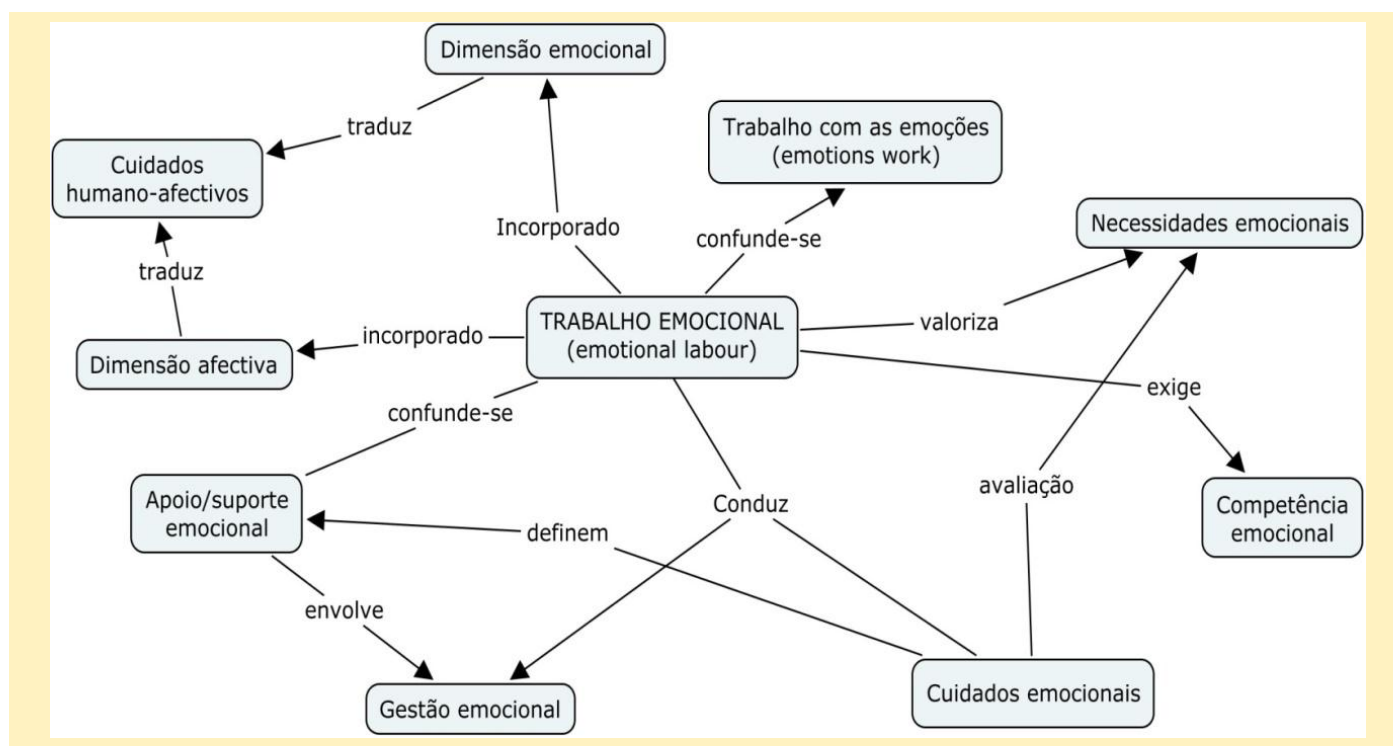 Dimensão emocional
Trabalho com as emoções
(emotions work)
traduz
Cuidados
humano-afectivos
Necessidades emocionais
Incorporado
confunde-se
traduz
TRABALHO EMOCIONAL
(emotional labour)
valoriza
incorporado
Dimensão afectiva
exige
confunde-se
avaliação
Apoio/suporte
emocional
Conduz
Competência
emocional
definem
envolve
Cuidados emocionais
Gestão emocional